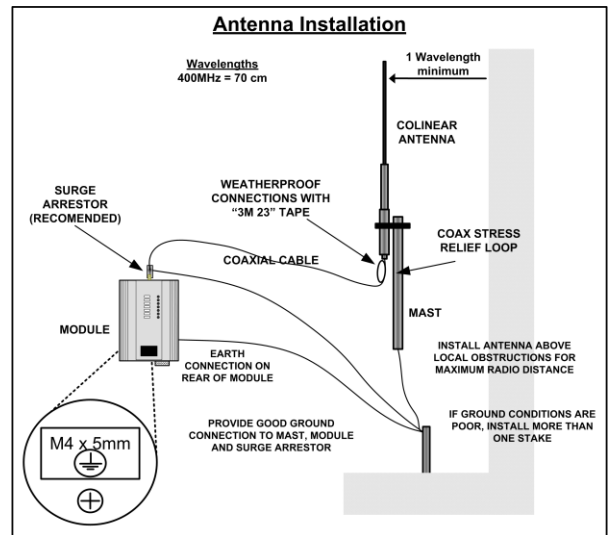 Antenna Installation
Wavelengths
400MHz = 70 cm
1 Wavelength
minimum
COLINEAR
ANTENNA
WEATHERPROOF
CONNECTIONS WITH
“3M 23” TAPE
SURGE
ARRESTOR
(RECOMENDED)
COAXIAL CABLE
COAX STRESS
RELIEF LOOP
MODULE
MAST
EARTH
CONNECTION ON
REAR OF MODULE
INSTALL ANTENNA ABOVE
LOCAL OBSTRUCTIONS FOR
MAXIMUM RADIO DISTANCE
PROVIDE GOOD GROUND
CONNECTION TO MAST, MODULE
AND SURGE ARRESTOR
IF GROUND CONDITIONS ARE
POOR, INSTALL MORE THAN
ONE STAKE
M4 x 5mm